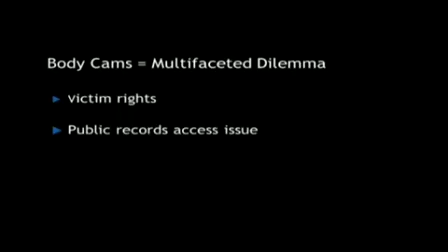 Body Cams = Multifaceted Dilemma
Victim rights
Public records access issue